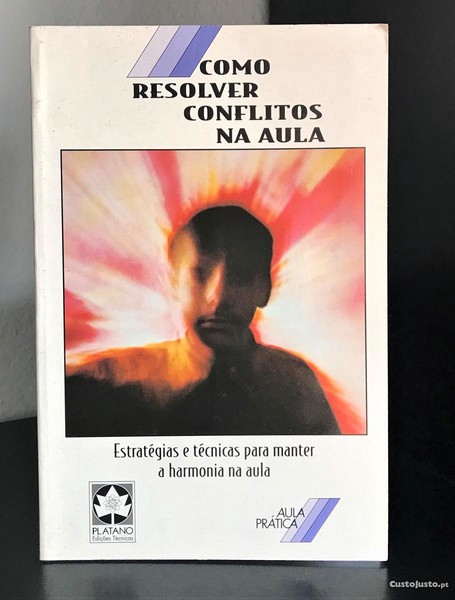 COMO
RESOLVER
CONFLITOS
NA AULA
Estratégias e técnicas para manter
a harmonia na aula
PLATANO
Edições Técnicas
AULA
PRÁTICA
CustoJusto.pt